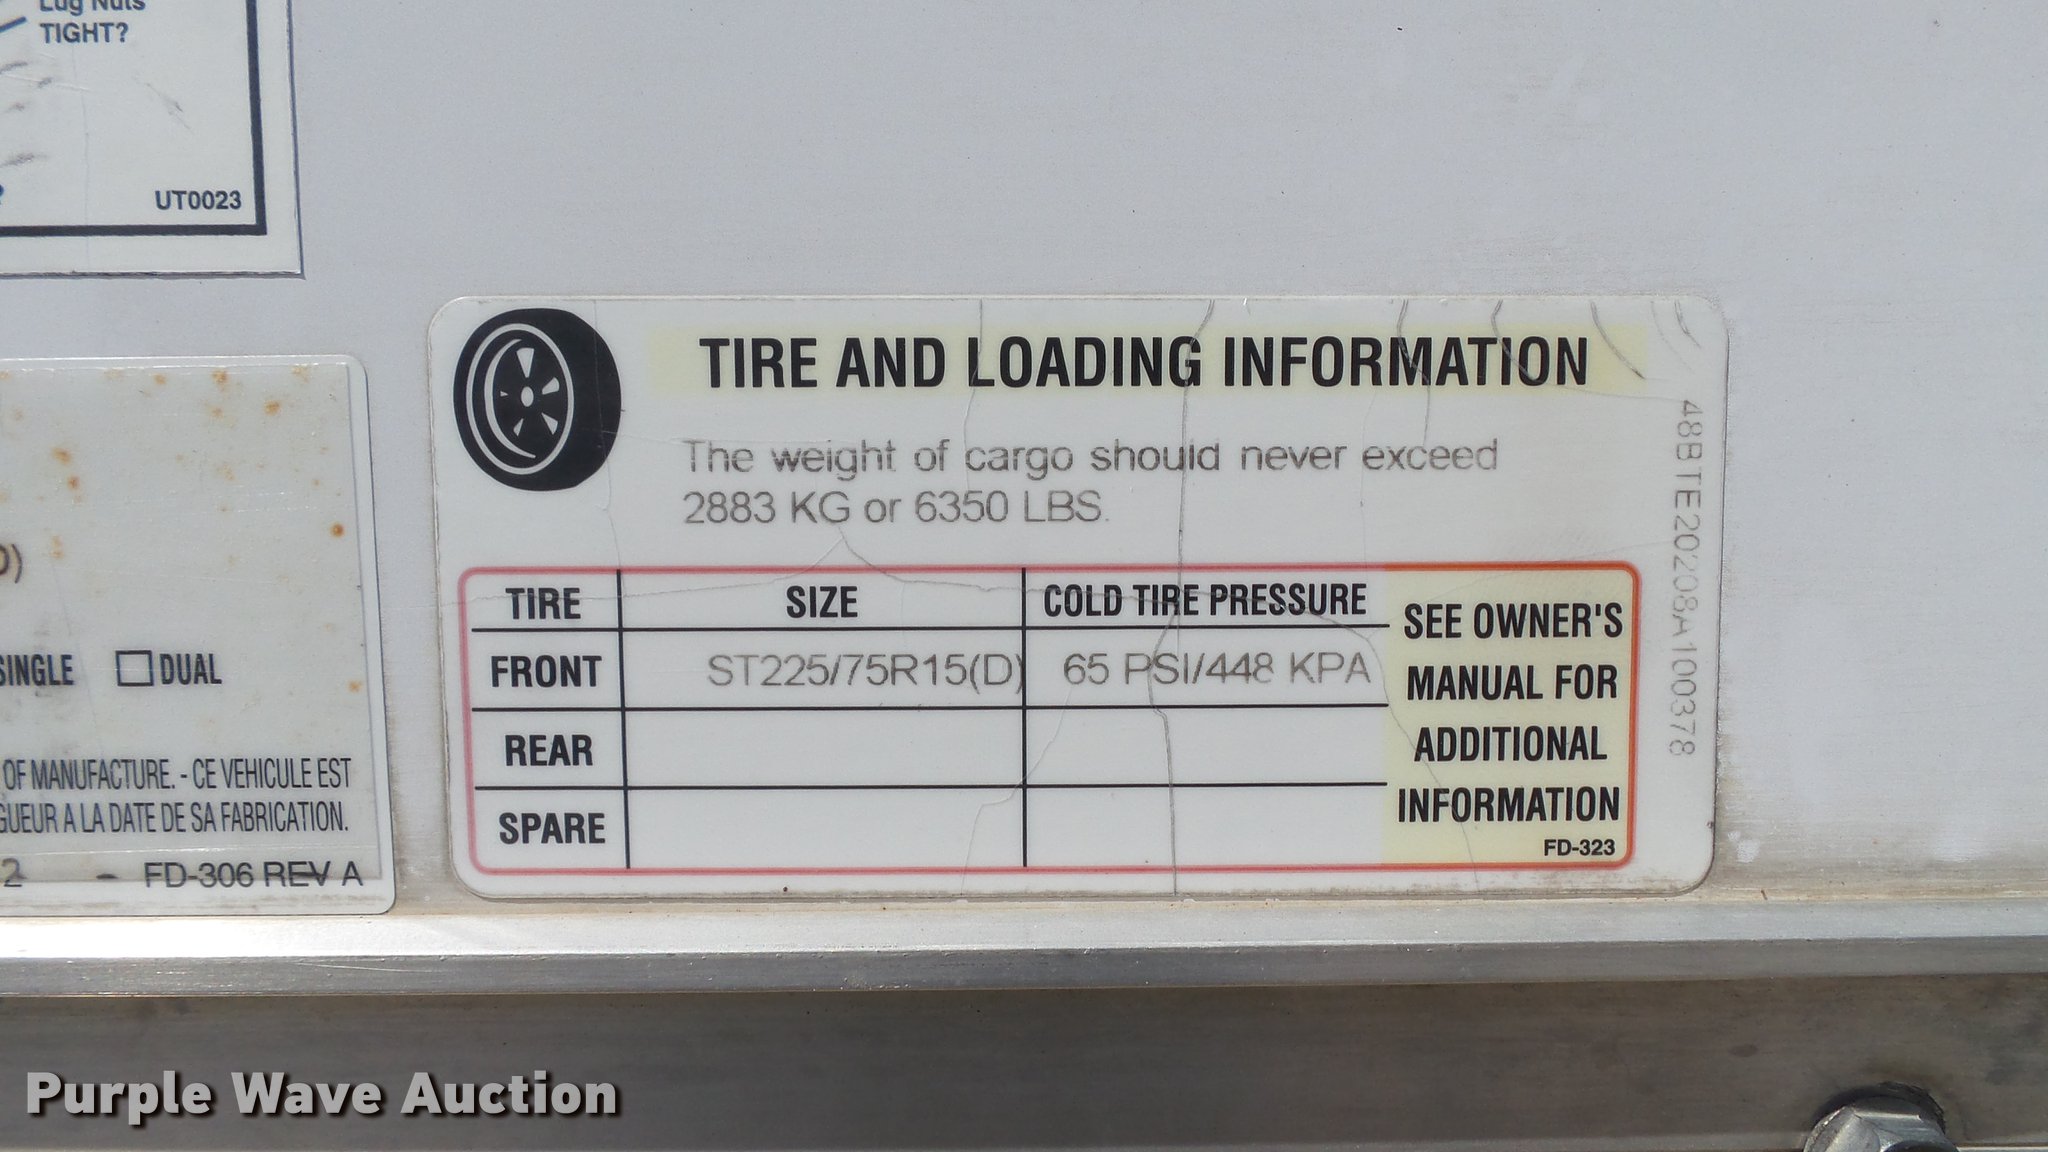 Lug Nuts
TIGHT?
UT0023
SINGLE ☐ DUAL
OF MANUFACTURE. - CE VEHICULE EST
GUEUR A LA DATE DE SA FABRICATION.
2 - FD-306 REV A
TIRE AND LOADING INFORMATION
The weight of cargo should never exceed
2883 KG or 6350 LBS.
TIRE SIZE COLD TIRE PRESSURE
FRONT ST225/75R15(D) 65 PSI/448 KPA
REAR
SPARE
SEE OWNER'S
MANUAL FOR
ADDITIONAL
INFORMATION
FD-323
48BTE20208A100378
Purple Wave Auction